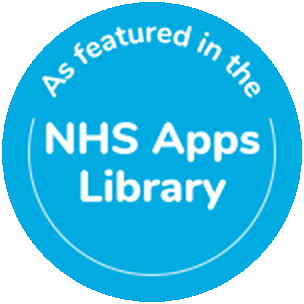 As featured in the
NHS Apps
Library